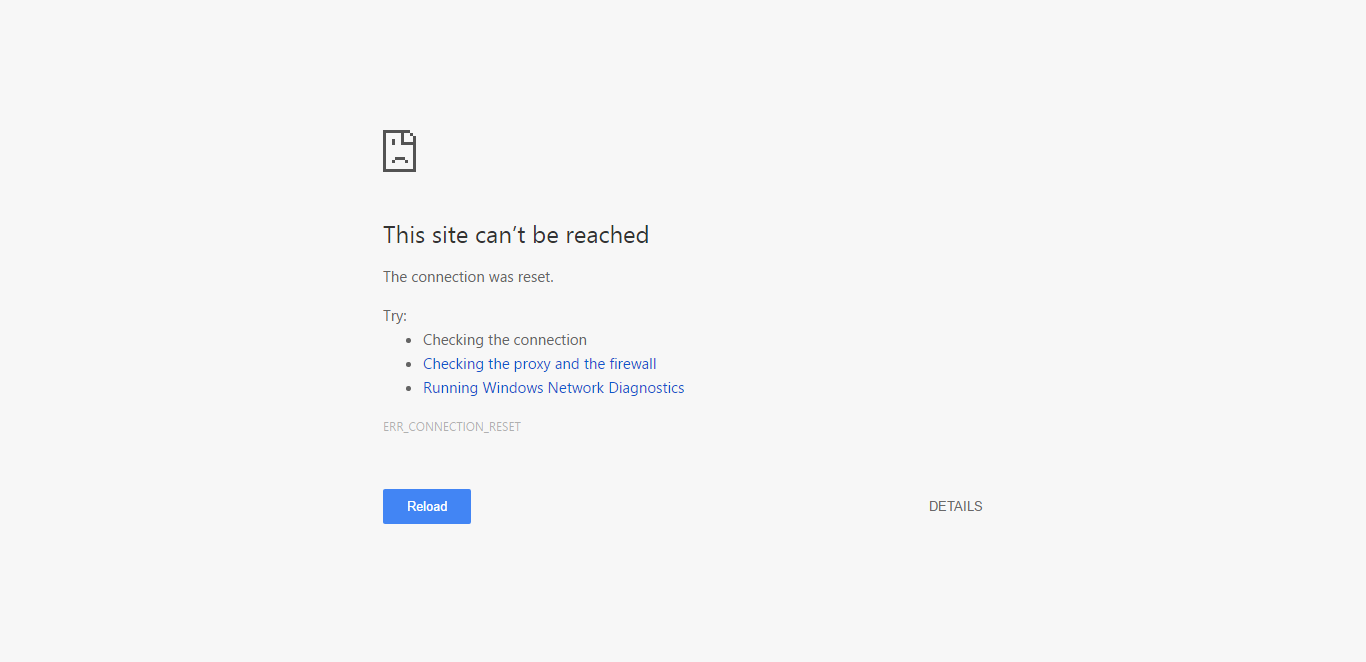 This site can’t be reached
The connection was reset.
Try:
Checking the connection
Checking the proxy and the firewall
Running Windows Network Diagnostics
ERR_CONNECTION_RESET
Reload
DETAILS